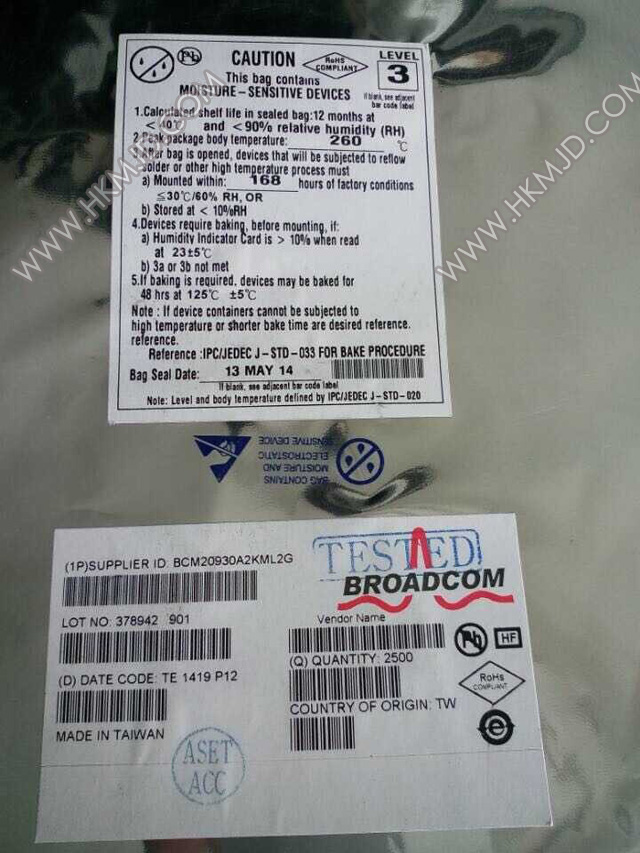 CAUTION
This bag contains
MOISTURE-SENSITIVE DEVICES
RoHS
COMPLIANT
LEVEL
3
If blank, see adjacent
bar code label
1.Calculated shelf life in sealed bag:12 months at
<40℃ and <90% relative humidity (RH)
2.Peak package body temperature: 260 ℃
3.After bag is opened, devices that will be subjected to reflow
solder or other high temperature process must
a) Mounted within: 168 hours of factory conditions
≤30℃/60% RH, OR
b) Stored at <10%RH
4.Devices require baking, before mounting, if:
a) Humidity Indicator Card is >10% when read
at 23±5℃
b) 3a or 3b not met
5.If baking is required, devices may be baked for
48 hrs at 125℃ ±5℃
Note : If device containers cannot be subjected to
high temperature or shorter bake time are desired reference.
reference.
Reference :IPC/JEDEC J-STD-033 FOR BAKE PROCEDURE
Bag Seal Date: 13 MAY 14
If blank, see adjacent bar code label
Note: Level and body temperature defined by IPC/JEDEC J-STD-020
BAG CONTAINS
MOISTURE AND
ELECTROSTATIC
SENSITIVE DEVICE
(1P)SUPPLIER ID. BCM20930A2KML2G
TESTED
BROADCOM
LOT NO: 378942 901
Vendor Name
Pb
HF
(D) DATE CODE: TE 1419 P12
(Q) QUANTITY: 2500
RoHS
COMPLIANT
MADE IN TAIWAN
COUNTRY OF ORIGIN: TW
e
ASET
ACC
WWW.HKMJD.COM
WWW.HKMJD.COM